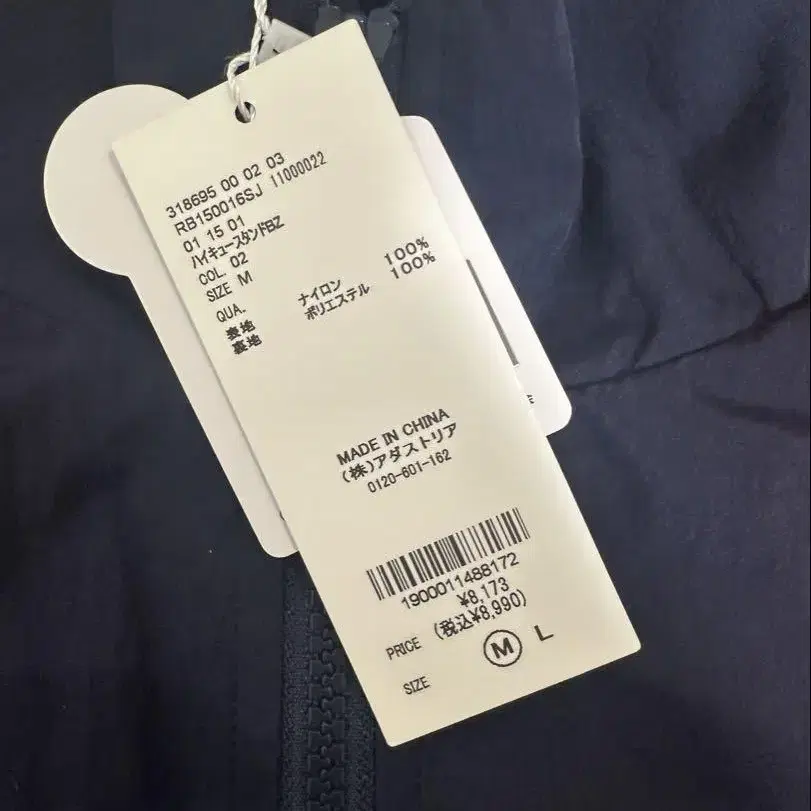 318695 00 02 03
RB150016SJ 11000022
01 15 01
ハイキュースタンドBZ
COL. 02
SIZE M
QUA.
表地 ナイロン 100%
裏地 ポリエステル 100%
MADE IN CHINA
(株)アダストリア
0120-601-162
1900011488172
¥8,173
PRICE (税込¥8,990)
SIZE M L